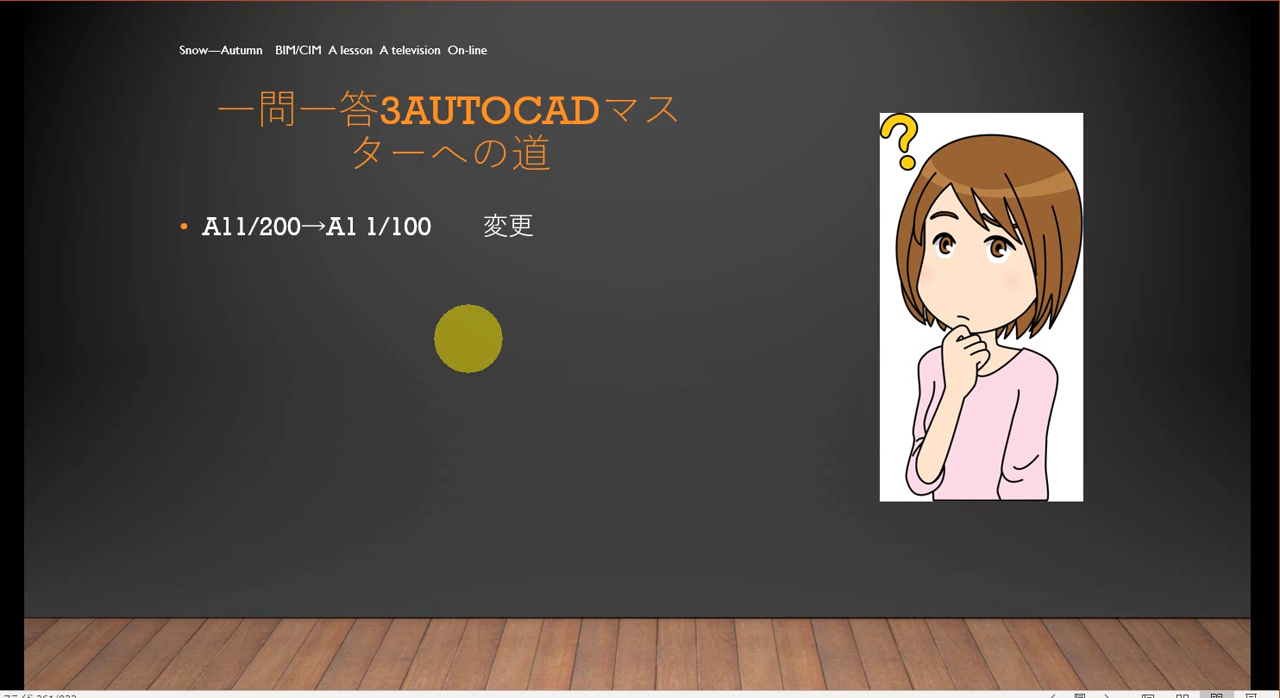 Snow—Autumn BIM/CIM A lesson A television On-line
一問一答3AUTOCADマス
ターへの道
• A11/200→A1 1/100 変更